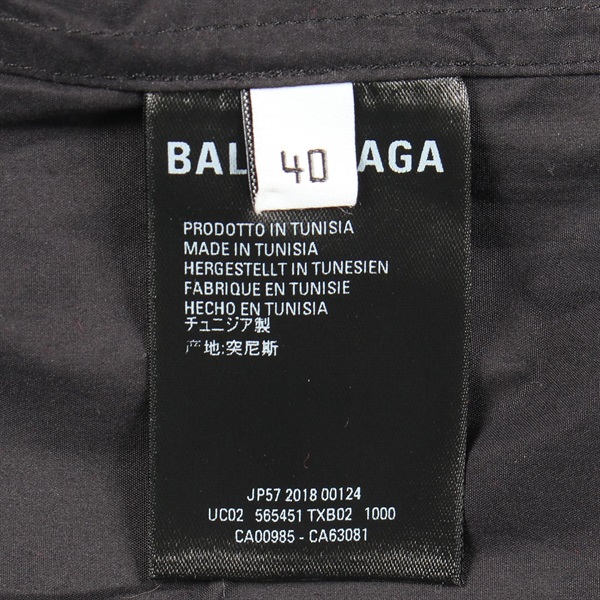 BAL AGA
40
PRODOTTO IN TUNISIA
MADE IN TUNISIA
HERGESTELLT IN TUNESIEN
FABRIQUE EN TUNISIE
HECHO EN TUNISIA
チュニジア製
产地:突尼斯
JP57 2018 00124
UC02 565451 TXB02 1000
CA00985 - CA63081